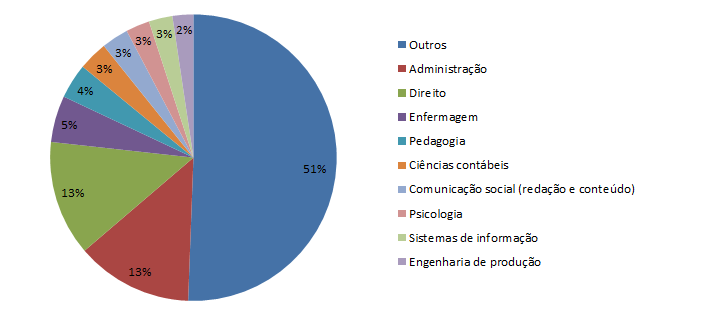 2%
3%
3%
3%
3%
4%
5%
13%
13%
51%
Outros
Administração
Direito
Enfermagem
Pedagogia
Ciências contábeis
Comunicação social (redação e conteúdo)
Psicologia
Sistemas de informação
Engenharia de produção